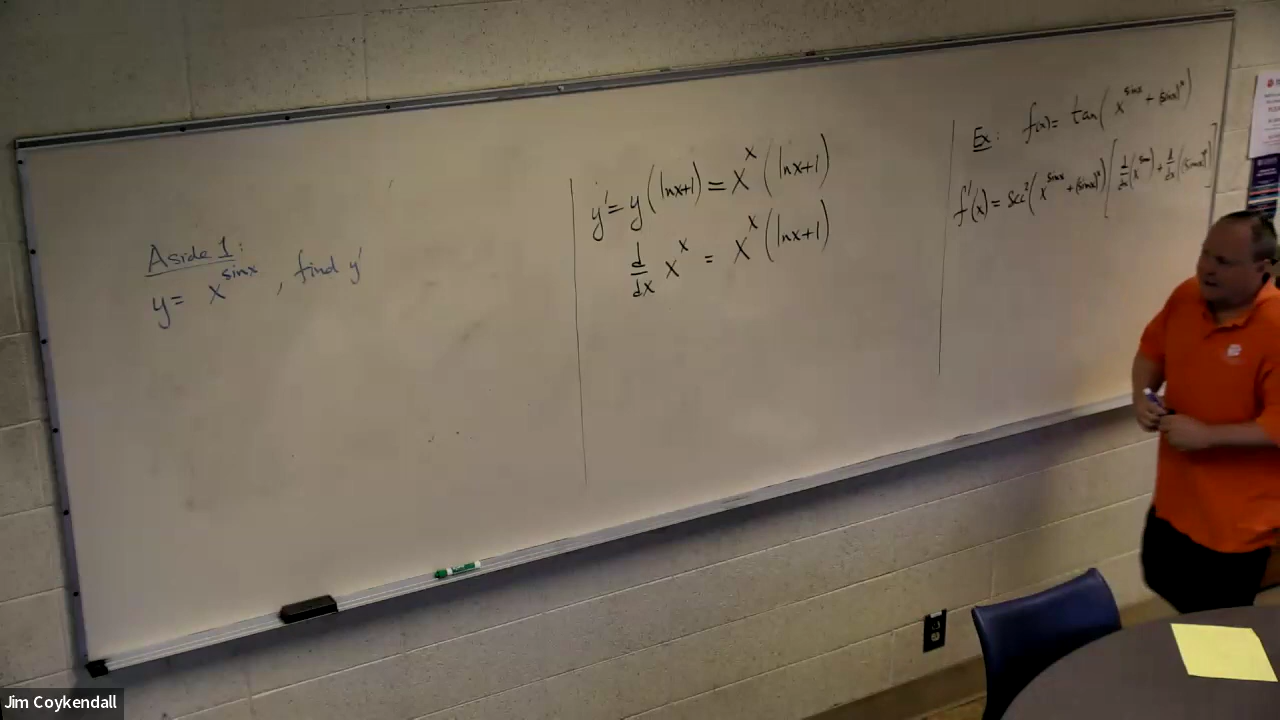 Aside 1:
y = x^sinx, find y'
y' = y(lnx+1) = x^x (lnx+1)
d/dx x^x = x^x (lnx+1)
Ex: f(x) = tan(x^sinx + (sinx)^x)
f'(x) = sec²(x^sinx + (sinx)^x) [d/dx(x^sinx) + d/dx((sinx)^x)]
Jim Coykendall